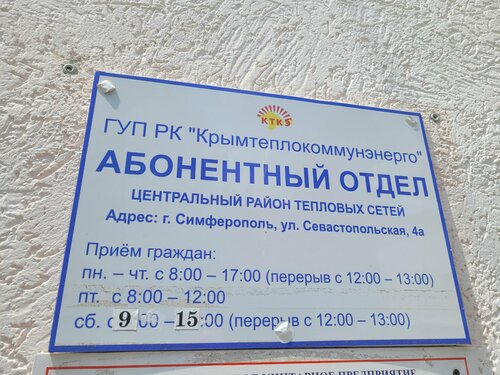 КТКЭ
ГУП РК "Крымтеплокоммунэнерго"
АБОНЕНТНЫЙ ОТДЕЛ
ЦЕНТРАЛЬНЫЙ РАЙОН ТЕПЛОВЫХ СЕТЕЙ
Адрес: г. Симферополь, ул. Севастопольская, 4а
Приём граждан:
пн. – чт. с 8:00 – 17:00 (перерыв с 12:00 – 13:00)
пт. с 8:00 – 12:00
сб. с 9:00 – 15:00 (перерыв с 12:00 – 13:00)
ПРЕДПРИЯТИЕ